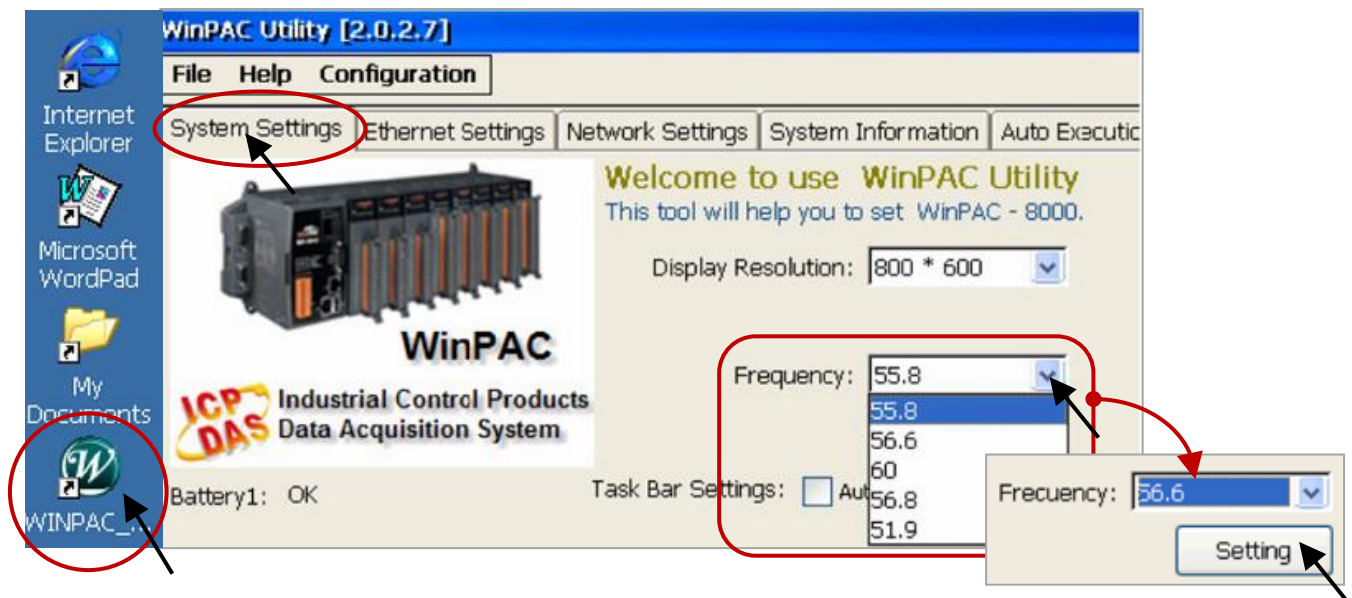 Internet
Explorer
Microsoft
WordPad
My
Documents
WINPAC_...
WinPAC Utility [2.0.2.7]
File Help Configuration
System Settings Ethernet Settings Network Settings System Information Auto Executic
Welcome to use WinPAC Utility
This tool will help you to set WinPAC - 8000.
Display Resolution: 800 * 600
WinPAC
ICP DAS
Industrial Control Products
Data Acquisition System
Frequency: 55.8
55.8
56.6
60
56.8
51.9
Battery1: OK
Task Bar Settings: Aut
Frecuency: 56.6
Setting